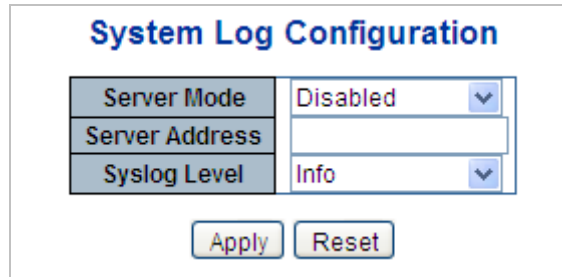 System Log Configuration
Server Mode Disabled
Server Address
Syslog Level Info
Apply Reset